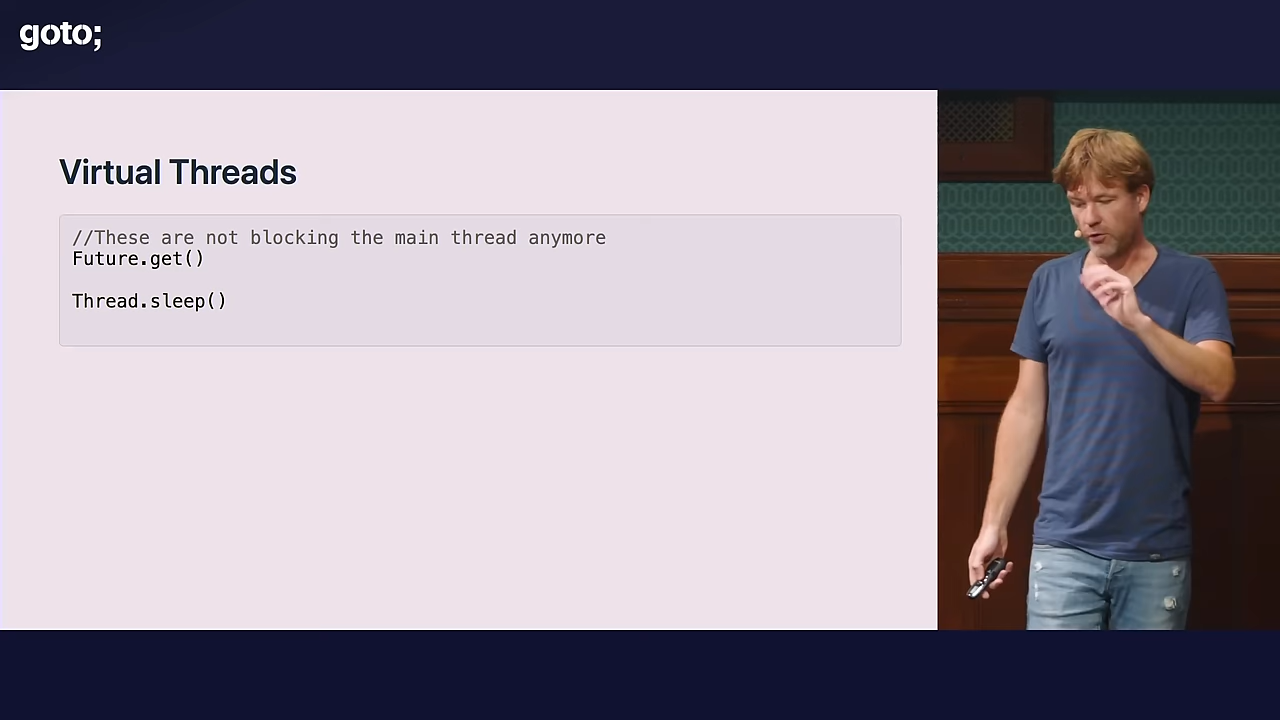 goto;
Virtual Threads
//These are not blocking the main thread anymore
Future.get()
Thread.sleep()